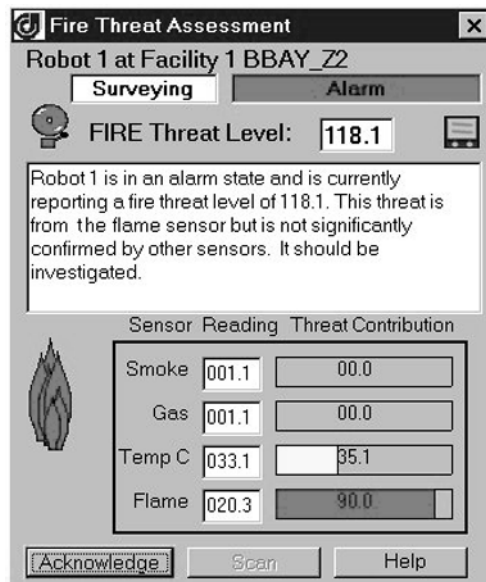 Fire Threat Assessment
Robot 1 at Facility 1 BBAY_Z2
Surveying Alarm
FIRE Threat Level: 118.1
Robot 1 is in an alarm state and is currently
reporting a fire threat level of 118.1. This threat is
from the flame sensor but is not significantly
confirmed by other sensors. It should be
investigated.
Sensor Reading Threat Contribution
Smoke 001.1 00.0
Gas 001.1 00.0
Temp C 033.1 35.1
Flame 020.3 90.0
Acknowledge Scan Help